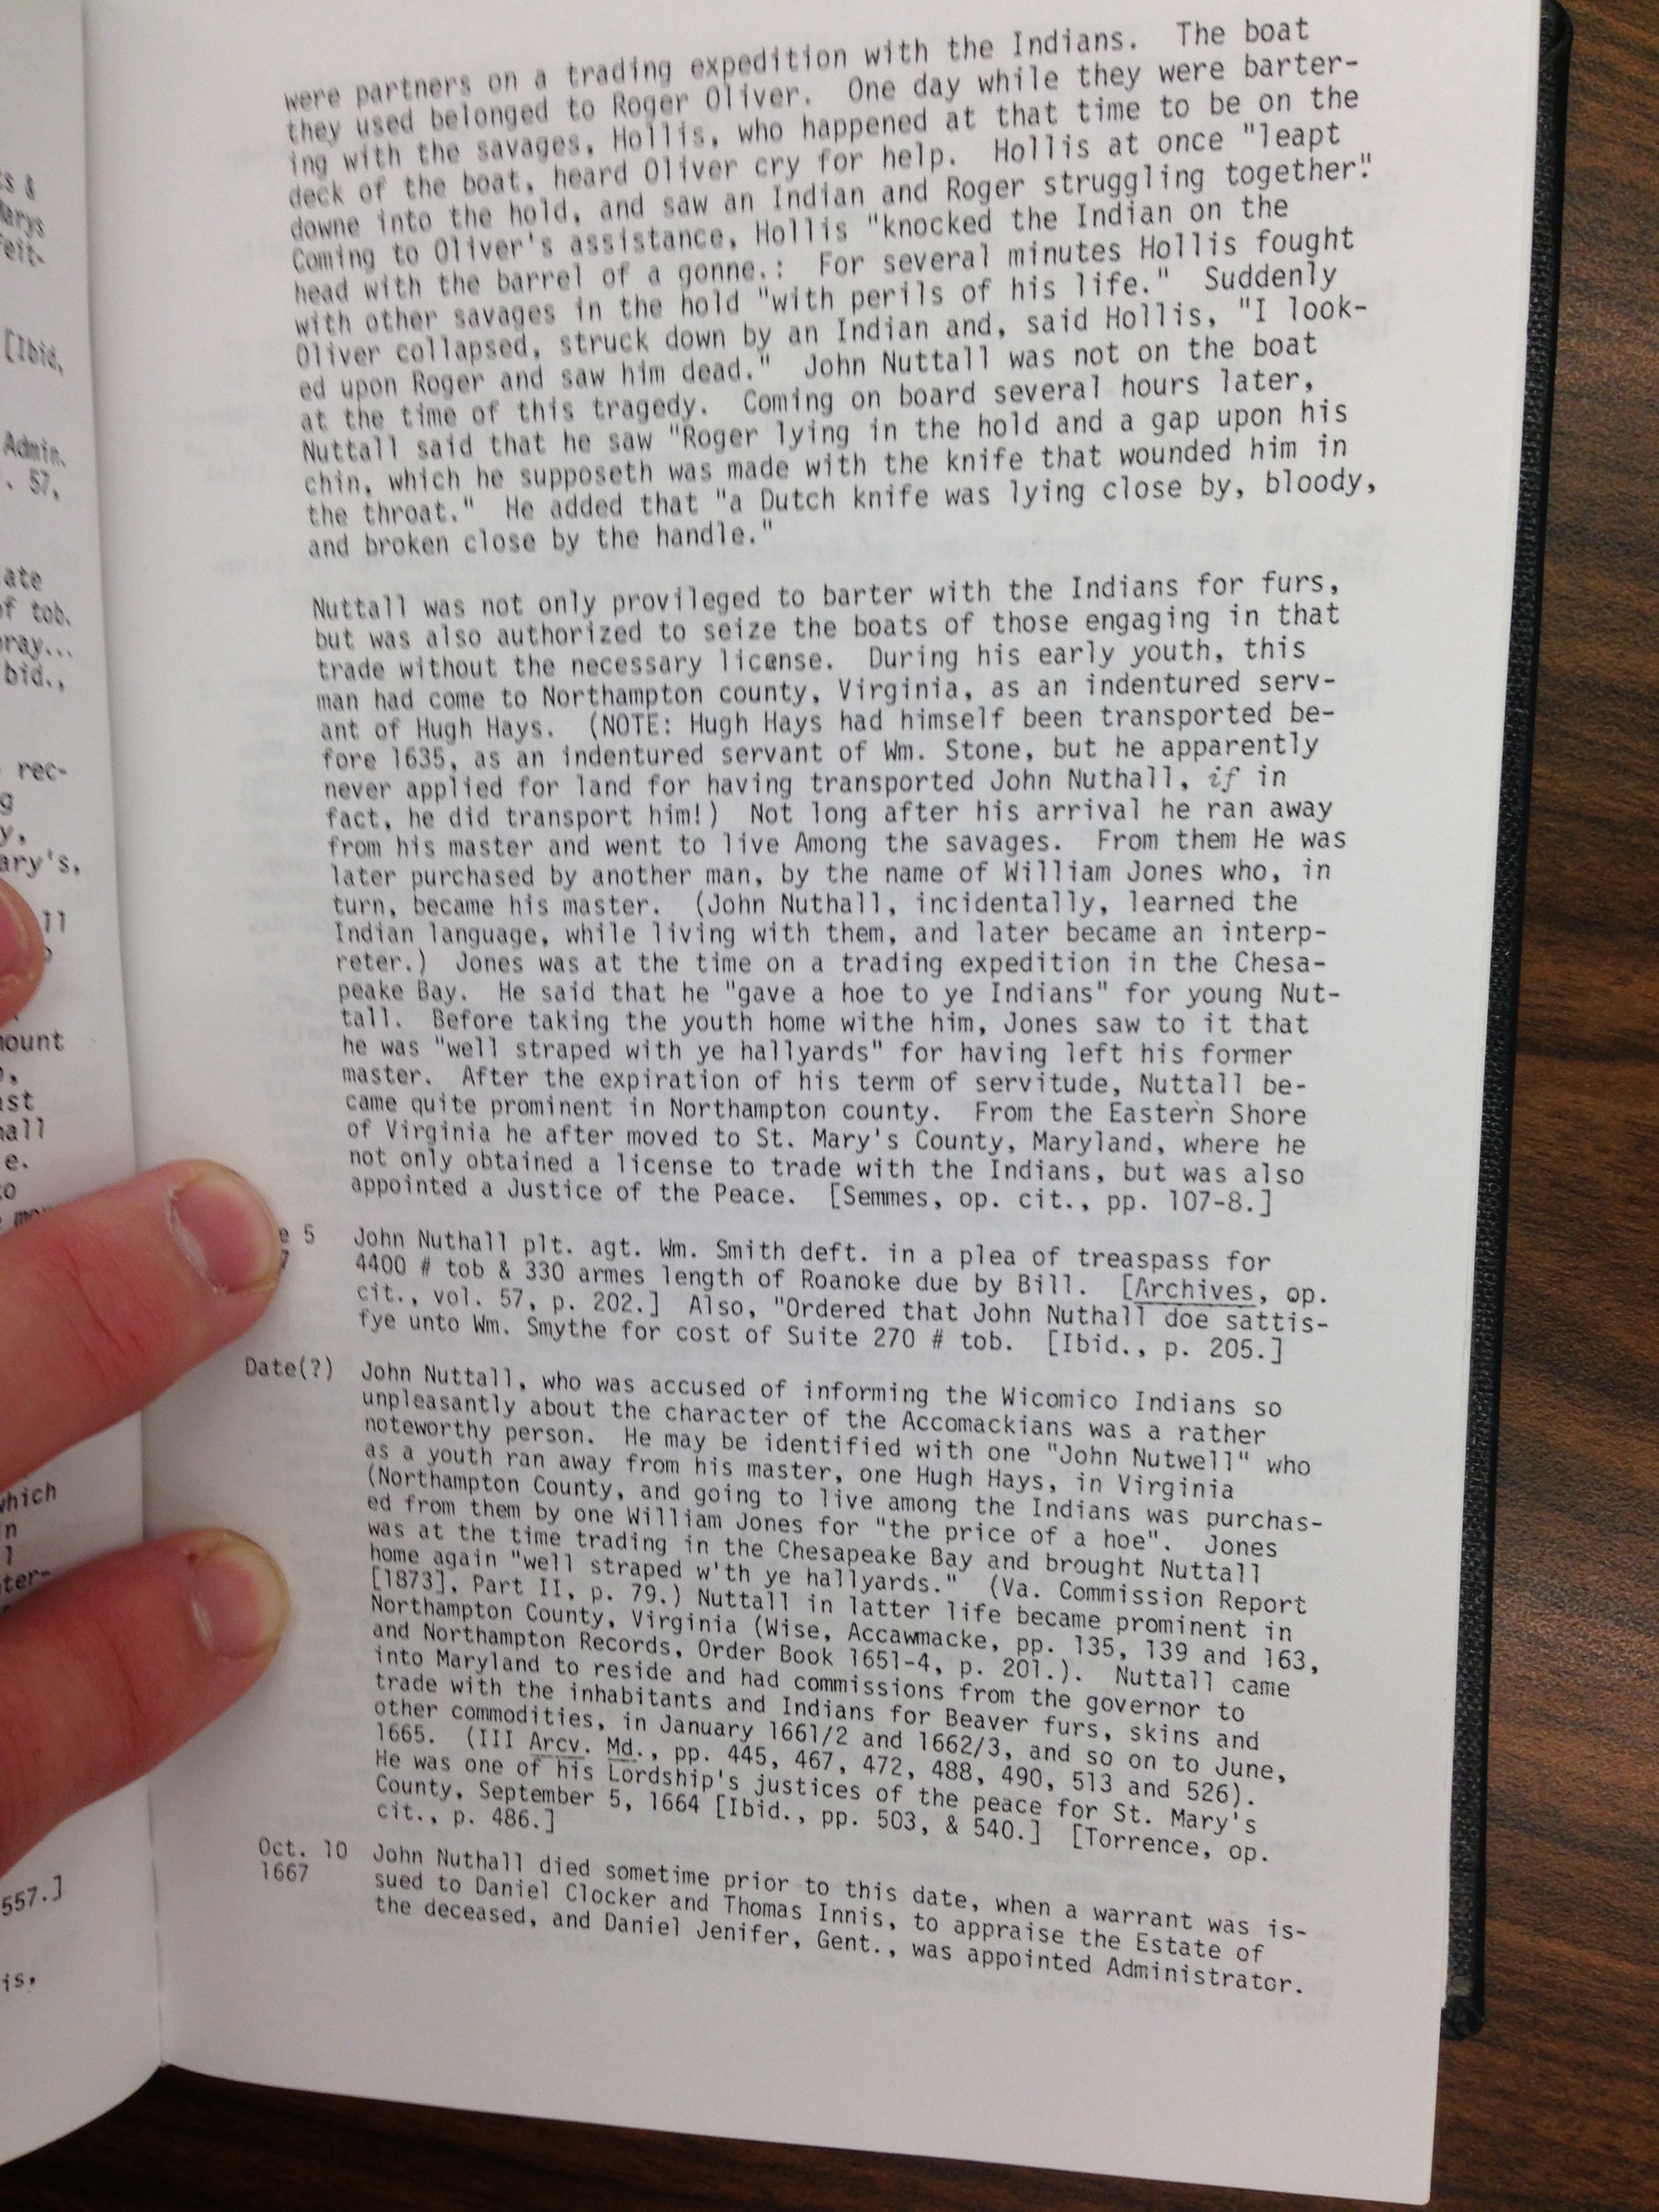 were partners on a trading expedition with the Indians. The boat
they used belonged to Roger Oliver. One day while they were barter-
ing with the savages, Hollis, who happened at that time to be on the
deck of the boat, heard Oliver cry for help. Hollis at once "leapt
downe into the hold, and saw an Indian and Roger struggling together."
Coming to Oliver's assistance, Hollis "knocked the Indian on the
head with the barrel of a gonne.: For several minutes Hollis fought
with other savages in the hold "with perils of his life." Suddenly
Oliver collapsed, struck down by an Indian and, said Hollis, "I look-
ed upon Roger and saw him dead." John Nuttall was not on the boat
at the time of this tragedy. Coming on board several hours later,
Nuttall said that he saw "Roger lying in the hold and a gap upon his
chin, which he supposeth was made with the knife that wounded him in
the throat." He added that "a Dutch knife was lying close by, bloody,
and broken close by the handle."
Nuttall was not only provileged to barter with the Indians for furs,
but was also authorized to seize the boats of those engaging in that
trade without the necessary license. During his early youth, this
man had come to Northampton county, Virginia, as an indentured serv-
ant of Hugh Hays. (NOTE: Hugh Hays had himself been transported be-
fore 1635, as an indentured servant of Wm. Stone, but he apparently
never applied for land for having transported John Nuthall, if in
fact, he did transport him!) Not long after his arrival he ran away
from his master and went to live Among the savages. From them He was
later purchased by another man, by the name of William Jones who, in
turn, became his master. (John Nuthall, incidentally, learned the
Indian language, while living with them, and later became an interp-
reter.) Jones was at the time on a trading expedition in the Chesa-
peake Bay. He said that he "gave a hoe to ye Indians" for young Nut-
tall. Before taking the youth home withe him, Jones saw to it that
he was "well straped with ye hallyards" for having left his former
master. After the expiration of his term of servitude, Nuttall be-
came quite prominent in Northampton county. From the Eastern Shore
of Virginia he after moved to St. Mary's County, Maryland, where he
not only obtained a license to trade with the Indians, but was also
appointed a Justice of the Peace. [Semmes, op. cit., pp. 107-8.]
e 5 John Nuthall plt. agt. Wm. Smith deft. in a plea of treaspass for
7 4400 # tob & 330 armes length of Roanoke due by Bill. [Archives, op.
cit., vol. 57, p. 202.] Also, "Ordered that John Nuthall doe sattis-
fye unto Wm. Smythe for cost of Suite 270 # tob. [Ibid., p. 205.]
Date(?) John Nuttall, who was accused of informing the Wicomico Indians so
unpleasantly about the character of the Accomackians was a rather
noteworthy person. He may be identified with one "John Nutwell" who
as a youth ran away from his master, one Hugh Hays, in Virginia
(Northampton County, and going to live among the Indians was purchas-
ed from them by one William Jones for "the price of a hoe". Jones
was at the time trading in the Chesapeake Bay and brought Nuttall
home again "well straped w'th ye hallyards." (Va. Commission Report
[1873], Part II, p. 79.) Nuttall in latter life became prominent in
Northampton County, Virginia (Wise, Accawmacke, pp. 135, 139 and 163,
and Northampton Records, Order Book 1651-4, p. 201.). Nuttall came
into Maryland to reside and had commissions from the governor to
trade with the inhabitants and Indians for Beaver furs, skins and
other commodities, in January 1661/2 and 1662/3, and so on to June,
1665. (III Arcv. Md., pp. 445, 467, 472, 488, 490, 513 and 526).
He was one of his Lordship's justices of the peace for St. Mary's
County, September 5, 1664 [Ibid., pp. 503, & 540.] [Torrence, op.
cit., p. 486.]
Oct. 10 John Nuthall died sometime prior to this date, when a warrant was is-
1667 sued to Daniel Clocker and Thomas Innis, to appraise the Estate of
the deceased, and Daniel Jenifer, Gent., was appointed Administrator.